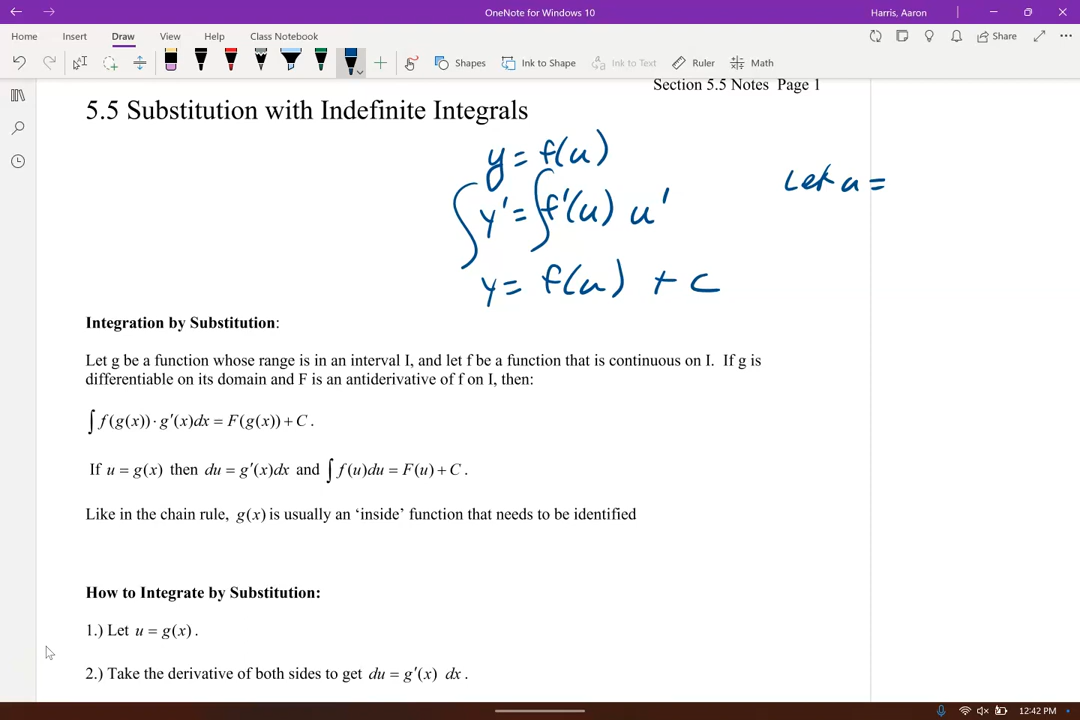 OneNote for Windows 10
Harris, Aaron
Home Insert Draw View Help Class Notebook
Share
Shapes Ink to Shape Ink to Text Ruler Math
Section 5.5 Notes Page 1
5.5 Substitution with Indefinite Integrals
y = f(u)
Let u =
∫ y' = ∫ f'(u) u'
y = f(u) + C
Integration by Substitution:
Let g be a function whose range is in an interval I, and let f be a function that is continuous on I. If g is
differentiable on its domain and F is an antiderivative of f on I, then:
∫ f(g(x)) · g'(x)dx = F(g(x)) + C .
If u = g(x) then du = g'(x)dx and ∫ f(u)du = F(u) + C .
Like in the chain rule, g(x) is usually an ‘inside’ function that needs to be identified
How to Integrate by Substitution:
1.) Let u = g(x) .
2.) Take the derivative of both sides to get du = g'(x) dx .
12:42 PM